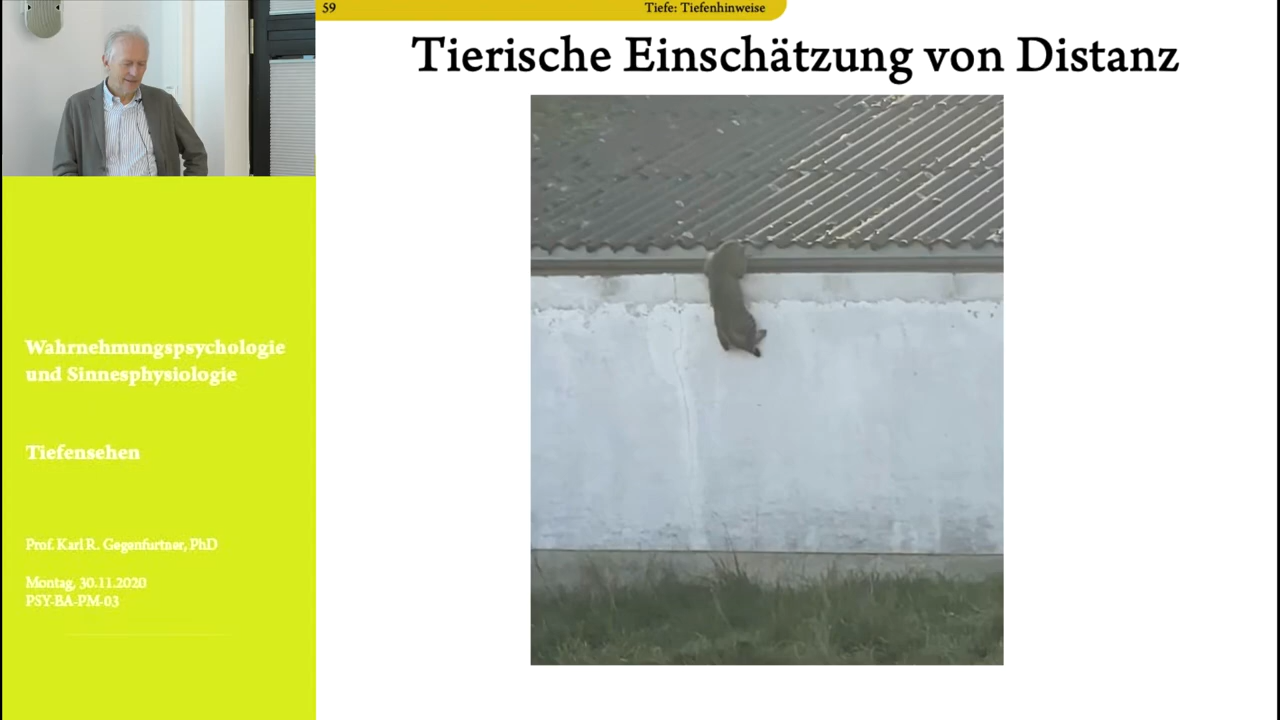 59
Tiefe: Tiefenhinweise
Tierische Einschätzung von Distanz
Wahrnehmungspsychologie
und Sinnesphysiologie
Tiefensehen
Prof. Karl R. Gegenfurtner, PhD
Montag, 30.11.2020
PSY-BA-PM-03